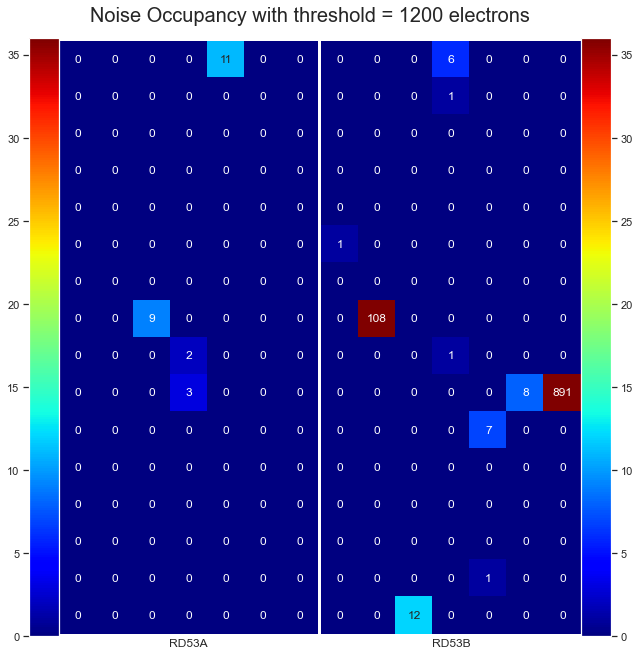 Noise Occupancy with threshold = 1200 electrons
35 0 0 0 0 11 0 0 0 0 0 6 0 0 0 35
0 0 0 0 0 0 0 0 0 0 1 0 0 0
30 0 0 0 0 0 0 0 0 0 0 0 0 0 0 30
0 0 0 0 0 0 0 0 0 0 0 0 0 0
25 0 0 0 0 0 0 0 0 0 0 0 0 0 0 25
0 0 0 0 0 0 0 1 0 0 0 0 0 0
0 0 0 0 0 0 0 0 0 0 0 0 0 0
20 0 0 9 0 0 0 0 0 108 0 0 0 0 0 20
0 0 0 2 0 0 0 0 0 0 1 0 0 0
15 0 0 0 3 0 0 0 0 0 0 0 0 8 891 15
0 0 0 0 0 0 0 0 0 0 0 7 0 0
10 0 0 0 0 0 0 0 0 0 0 0 0 0 0 10
0 0 0 0 0 0 0 0 0 0 0 0 0 0
5 0 0 0 0 0 0 0 0 0 0 0 0 0 0 5
0 0 0 0 0 0 0 0 0 0 0 1 0 0
0 0 0 0 0 0 0 0 0 12 0 0 0 0
0 0
RD53A RD53B